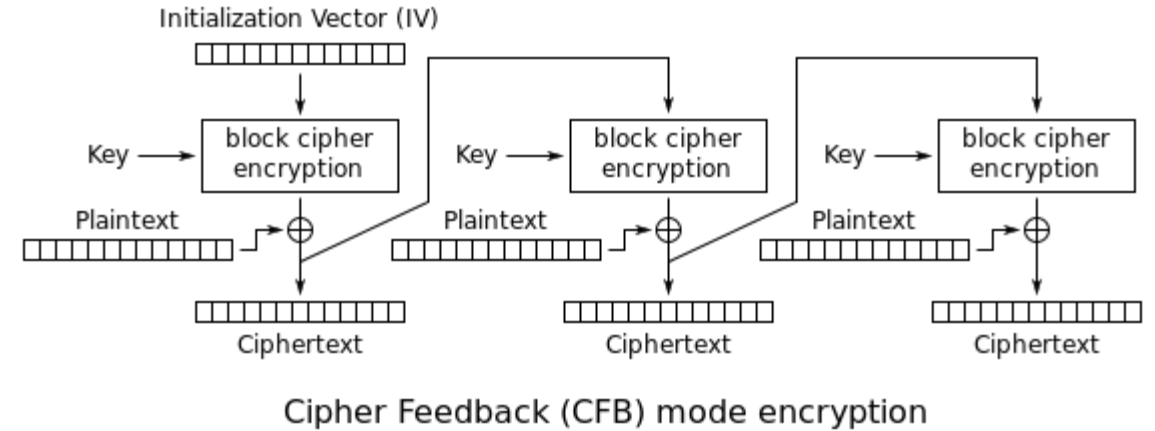 Initialization Vector (IV)
Key
block cipher
encryption
Key
block cipher
encryption
Key
block cipher
encryption
Plaintext
Plaintext
Plaintext
Ciphertext
Ciphertext
Ciphertext
Cipher Feedback (CFB) mode encryption